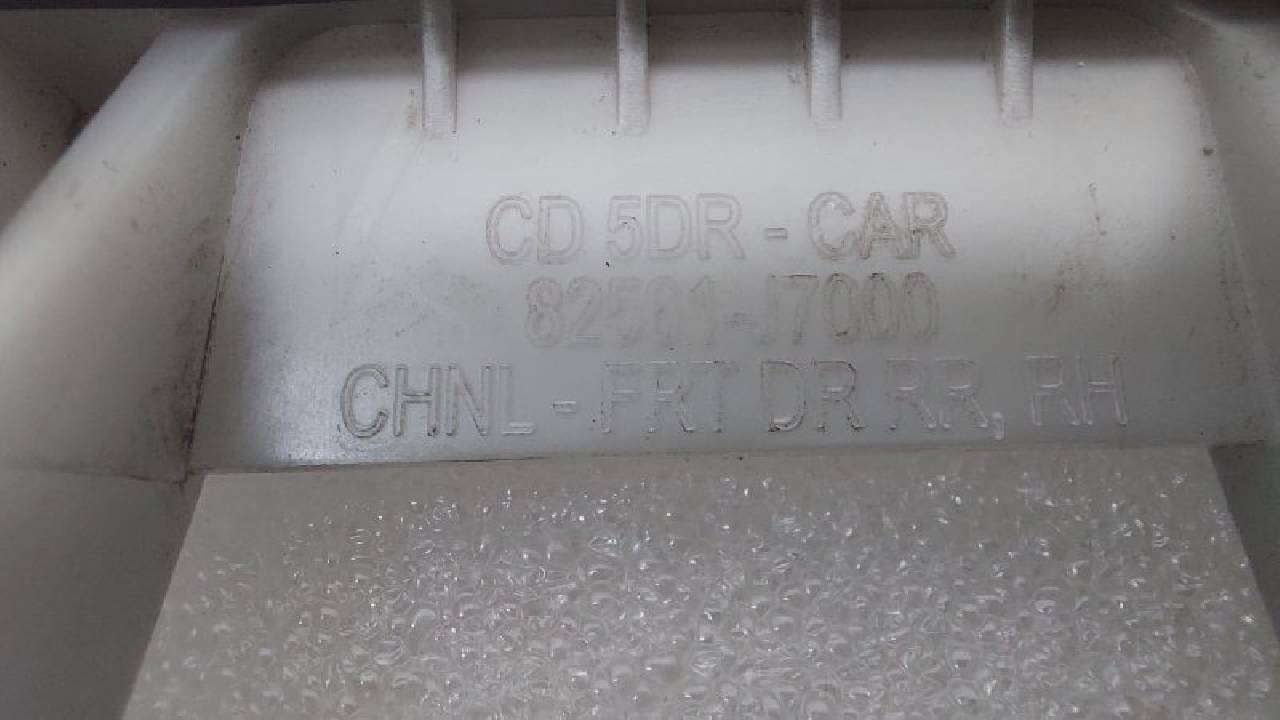 CD 5DR - CAR
82561-J7000
CHNL - FRT DR RR, RH